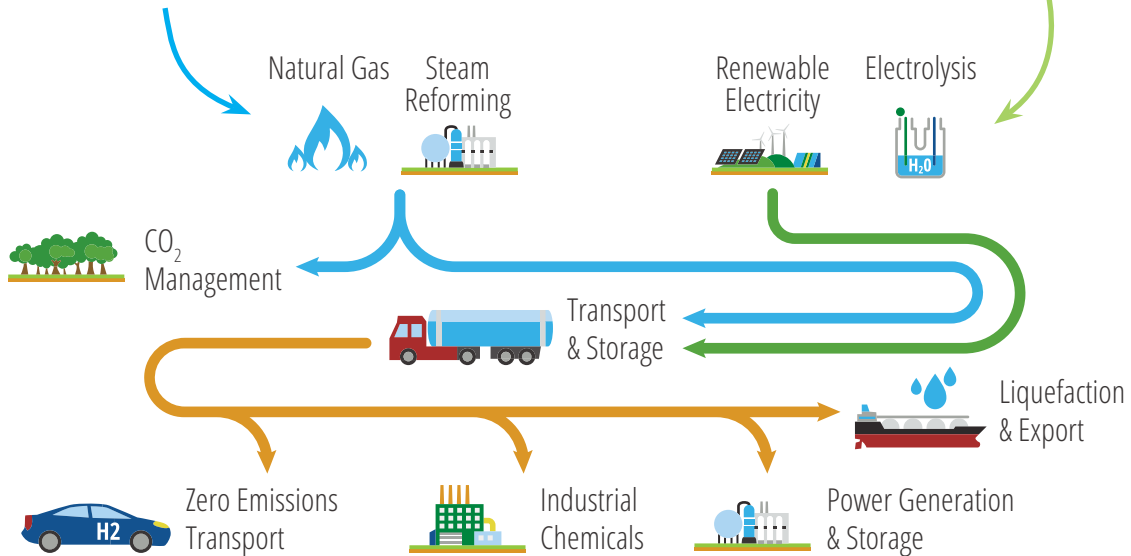 Natural Gas
Steam
Reforming
Renewable
Electricity
Electrolysis
H₂O
CO₂
Management
Transport
& Storage
Liquefaction
& Export
H2
Zero Emissions
Transport
Industrial
Chemicals
Power Generation
& Storage